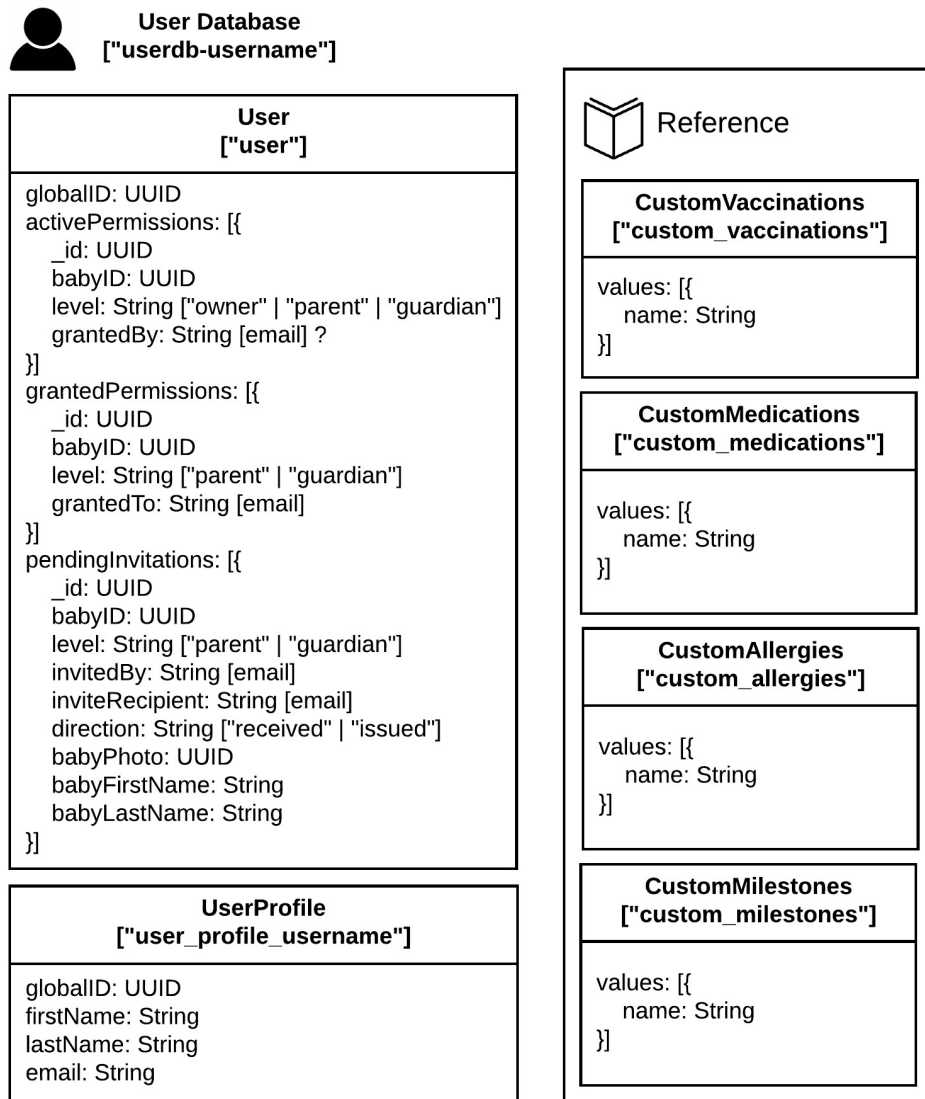 User Database
["userdb-username"]
User
["user"]
globalID: UUID
activePermissions: [{
_id: UUID
babyID: UUID
level: String ["owner" | "parent" | "guardian"]
grantedBy: String [email] ?
}]
grantedPermissions: [{
_id: UUID
babyID: UUID
level: String ["parent" | "guardian"]
grantedTo: String [email]
}]
pendingInvitations: [{
_id: UUID
babyID: UUID
level: String ["parent" | "guardian"]
invitedBy: String [email]
inviteRecipient: String [email]
direction: String ["received" | "issued"]
babyPhoto: UUID
babyFirstName: String
babyLastName: String
}]
UserProfile
["user_profile_username"]
globalID: UUID
firstName: String
lastName: String
email: String
Reference
CustomVaccinations
["custom_vaccinations"]
values: [{
name: String
}]
CustomMedications
["custom_medications"]
values: [{
name: String
}]
CustomAllergies
["custom_allergies"]
values: [{
name: String
}]
CustomMilestones
["custom_milestones"]
values: [{
name: String
}]